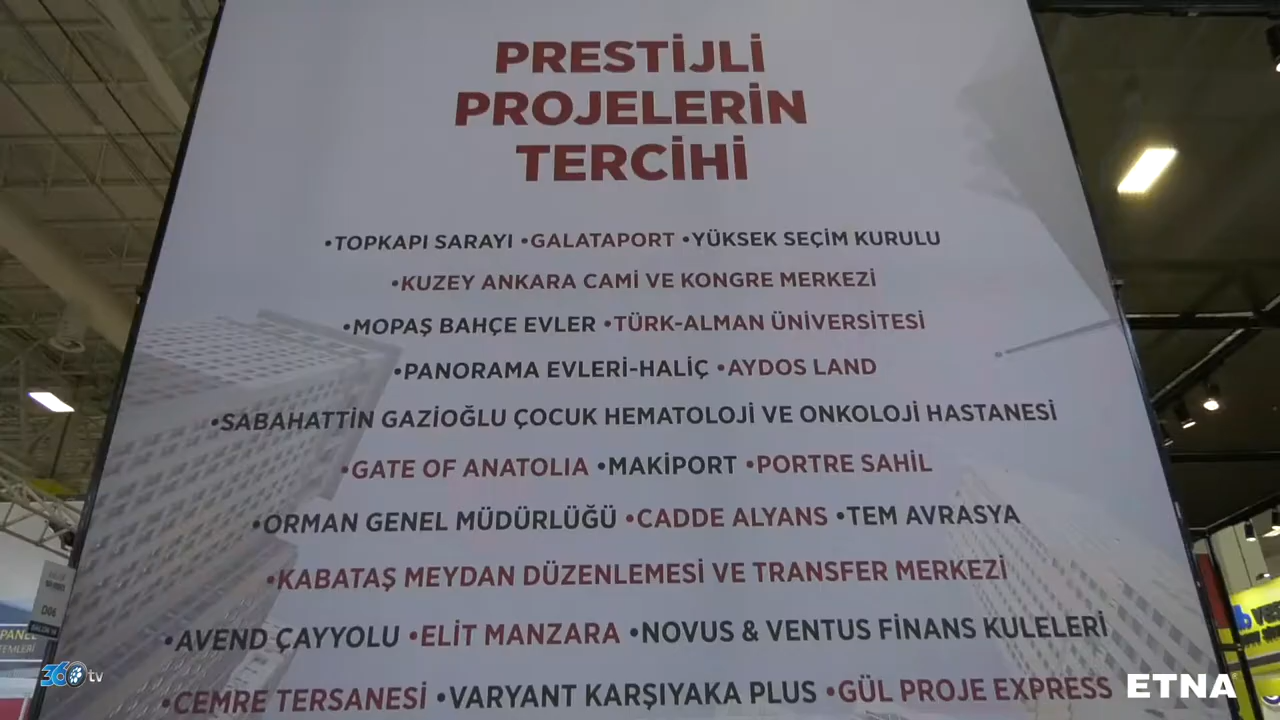 PRESTİJLİ
PROJELERİN
TERCİHİ
•TOPKAPI SARAYI •GALATAPORT •YÜKSEK SEÇİM KURULU
•KUZEY ANKARA CAMİ VE KONGRE MERKEZİ
•MOPAŞ BAHÇE EVLER •TÜRK-ALMAN ÜNİVERSİTESİ
•PANORAMA EVLERİ-HALİÇ •AYDOS LAND
•SABAHATTİN GAZİOĞLU ÇOCUK HEMATOLOJİ VE ONKOLOJİ HASTANESİ
•GATE OF ANATOLIA •MAKİPORT •PORTRE SAHİL
•ORMAN GENEL MÜDÜRLÜĞÜ •CADDE ALYANS •TEM AVRASYA
•KABATAŞ MEYDAN DÜZENLEMESİ VE TRANSFER MERKEZİ
•AVEND ÇAYYOLU •ELİT MANZARA •NOVUS & VENTUS FİNANS KULELERİ
•CEMRE TERSANESİ •VARYANT KARŞIYAKA PLUS •GÜL PROJE EXPRESS
D06
PANEL
360tv
ETNA